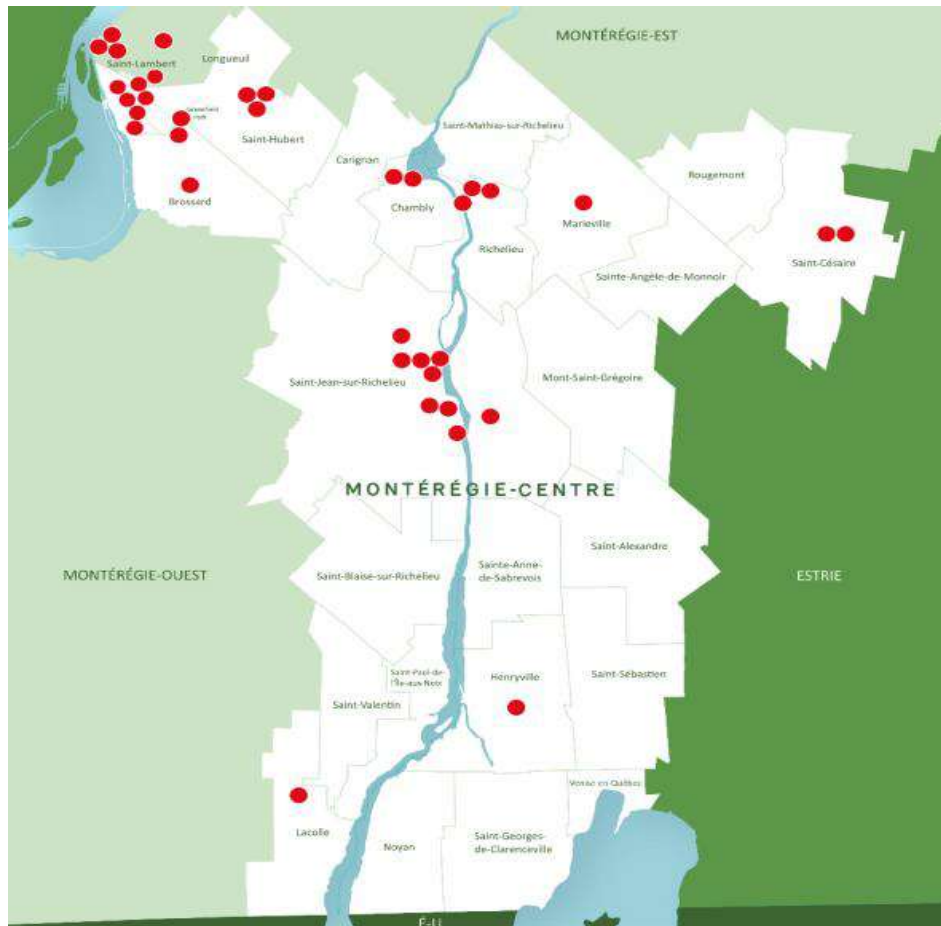 MONTÉRÉGIE-EST
Saint-Lambert
Longueuil
Saint-Hubert
Saint-Mathias-sur-Richelieu
Carignan
Rougemont
Brossard
Chambly
Marieville
Richelieu
Saint-Césaire
Sainte-Angèle-de-Monnoir
Saint-Jean-sur-Richelieu
Mont-Saint-Grégoire
MONTÉRÉGIE-CENTRE
Saint-Alexandre
MONTÉRÉGIE-OUEST
Saint-Blaise-sur-Richelieu
Sainte-Anne-
de-Sabrevois
ESTRIE
Saint-Paul-de-
l'Île-aux-Noix
Henryville
Saint-Sébastien
Saint-Valentin
Venise-en-Québec
Lacolle
Noyan
Saint-Georges-
de-Clarenceville
É-U